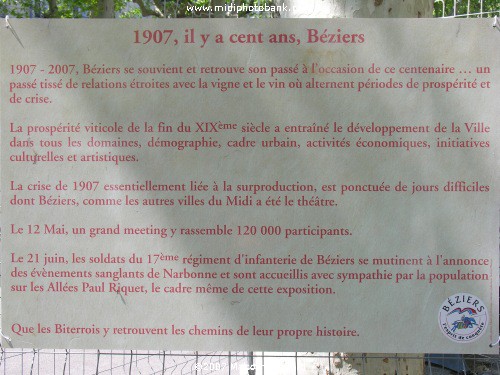 www.midiphotobank.com
1907, il y a cent ans, Béziers
1907 - 2007, Béziers se souvient et retrouve son passé à l'occasion de ce centenaire ... un
passé tissé de relations étroites avec la vigne et le vin où alternent périodes de prospérité et
de crise.
La prospérité viticole de la fin du XIXème siècle a entraîné le développement de la Ville
dans tous les domaines, démographie, cadre urbain, activités économiques, initiatives
culturelles et artistiques.
La crise de 1907 essentiellement liée à la surproduction, est ponctuée de jours difficiles
dont Béziers, comme les autres villes du Midi a été le théâtre.
Le 12 Mai, un grand meeting y rassemble 120 000 participants.
Le 21 juin, les soldats du 17ème régiment d'infanterie de Béziers se mutinent à l'annonce
des évènements sanglants de Narbonne et sont accueillis avec sympathie par la population
sur les Allées Paul Riquet, le cadre même de cette exposition.
Que les Biterrois y retrouvent les chemins de leur propre histoire.
BÉZIERS
l'esprit de conquête